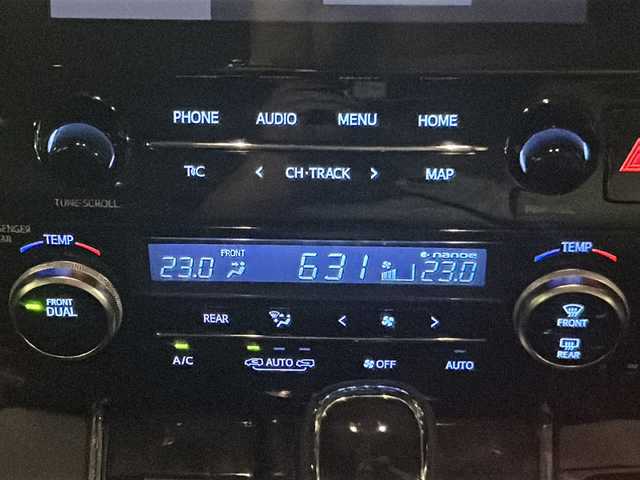 PHONE AUDIO MENU HOME
T&C < CH·TRACK > MAP
TUNE·SCROLL
TEMP
FRONT
nanoe
TEMP
23.0 631 23.0
FRONT
DUAL
REAR < >
FRONT
REAR
A/C AUTO OFF AUTO